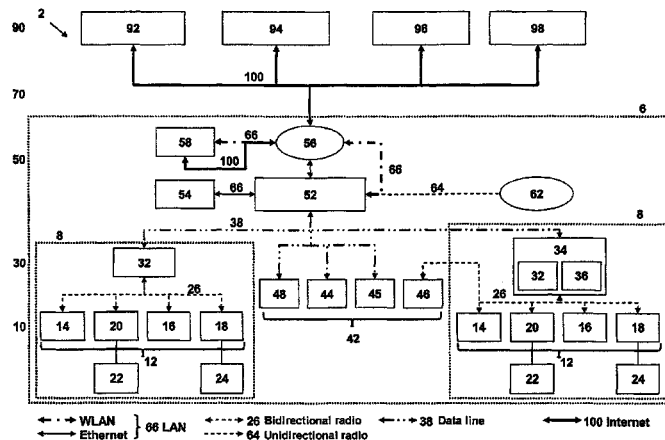 2
90 92 94 96 98
100
70
6
58 66 56
50 100 66
54 66 52 64 62
38
8 8
32 34
30 32 36
26 48 44 45 46 26
10 14 20 16 18 14 20 16 18
42
12 12
22 24 22 24
WLAN 66 LAN 26 Bidirectional radio 38 Data line 100 Internet
Ethernet 64 Unidirectional radio